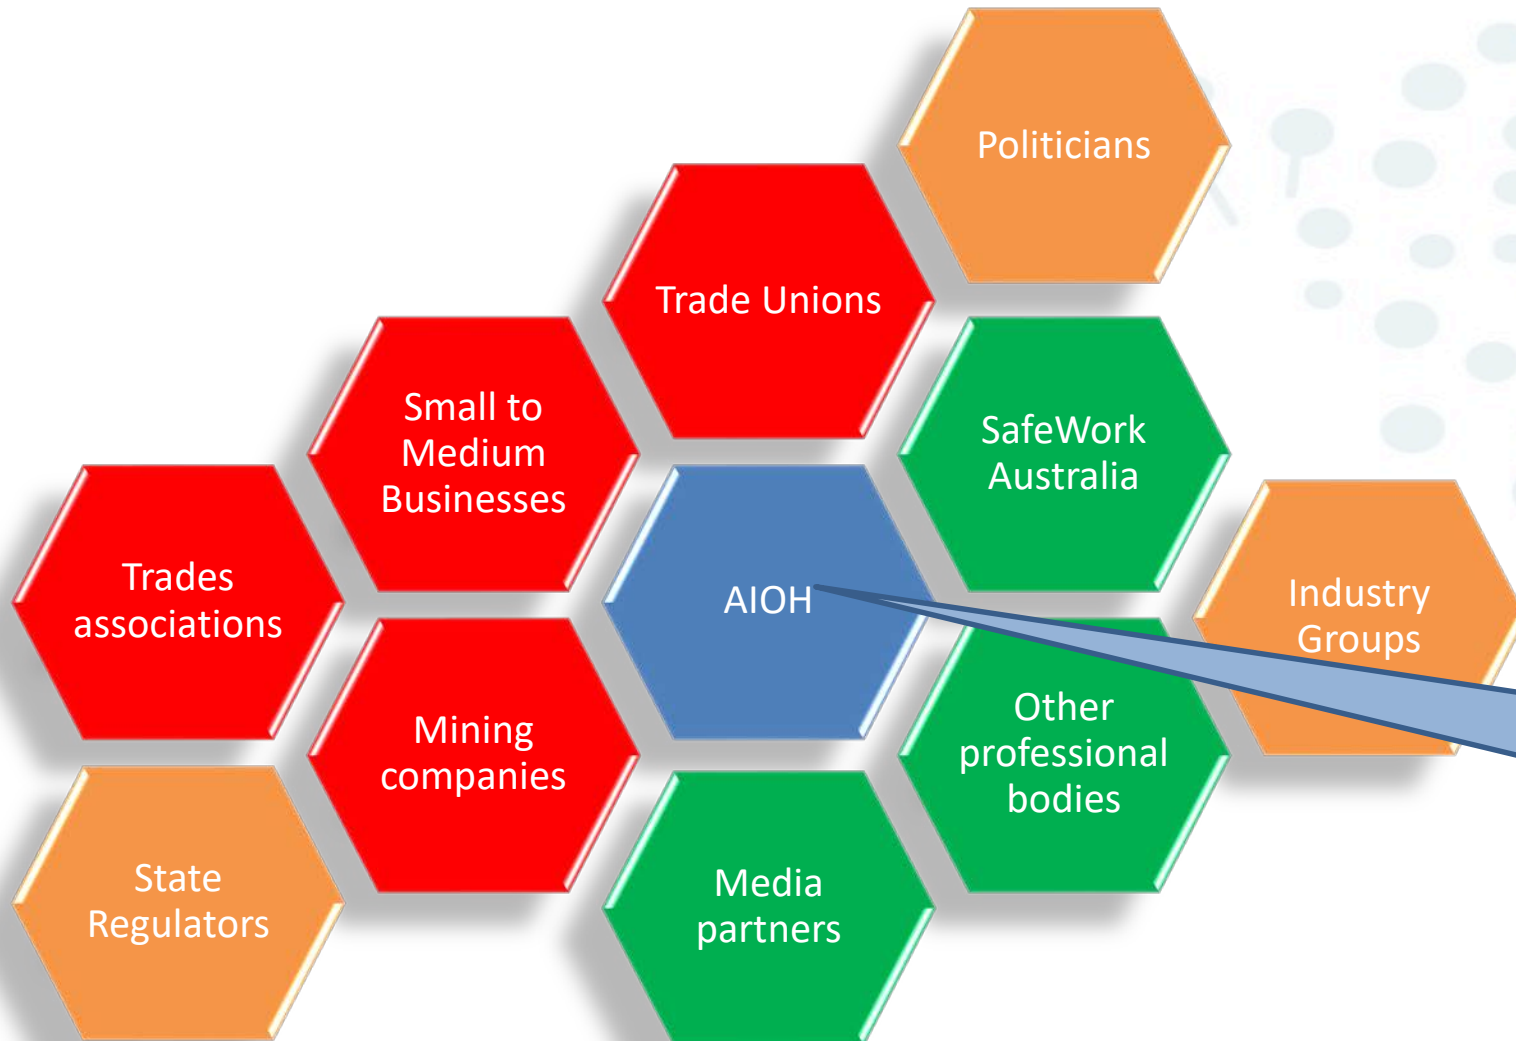 Politicians
Trade Unions
Small to
Medium
Businesses
SafeWork
Australia
Trades
associations
AIOH
Industry
Groups
Mining
companies
Other
professional
bodies
State
Regulators
Media
partners